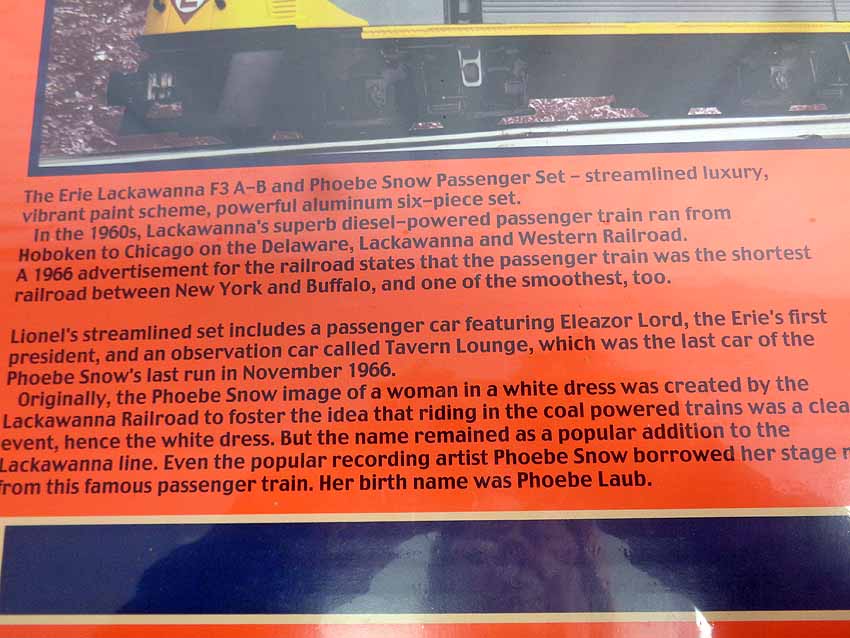 The Erie Lackawanna F3 A-B and Phoebe Snow Passenger Set – streamlined luxury,
vibrant paint scheme, powerful aluminum six-piece set.
In the 1960s, Lackawanna's superb diesel-powered passenger train ran from
Hoboken to Chicago on the Delaware, Lackawanna and Western Railroad.
A 1966 advertisement for the railroad states that the passenger train was the shortest
railroad between New York and Buffalo, and one of the smoothest, too.
Lionel's streamlined set includes a passenger car featuring Eleazor Lord, the Erie's first
president, and an observation car called Tavern Lounge, which was the last car of the
Phoebe Snow's last run in November 1966.
Originally, the Phoebe Snow image of a woman in a white dress was created by the
Lackawanna Railroad to foster the idea that riding in the coal powered trains was a clea
event, hence the white dress. But the name remained as a popular addition to the
Lackawanna line. Even the popular recording artist Phoebe Snow borrowed her stage
from this famous passenger train. Her birth name was Phoebe Laub.